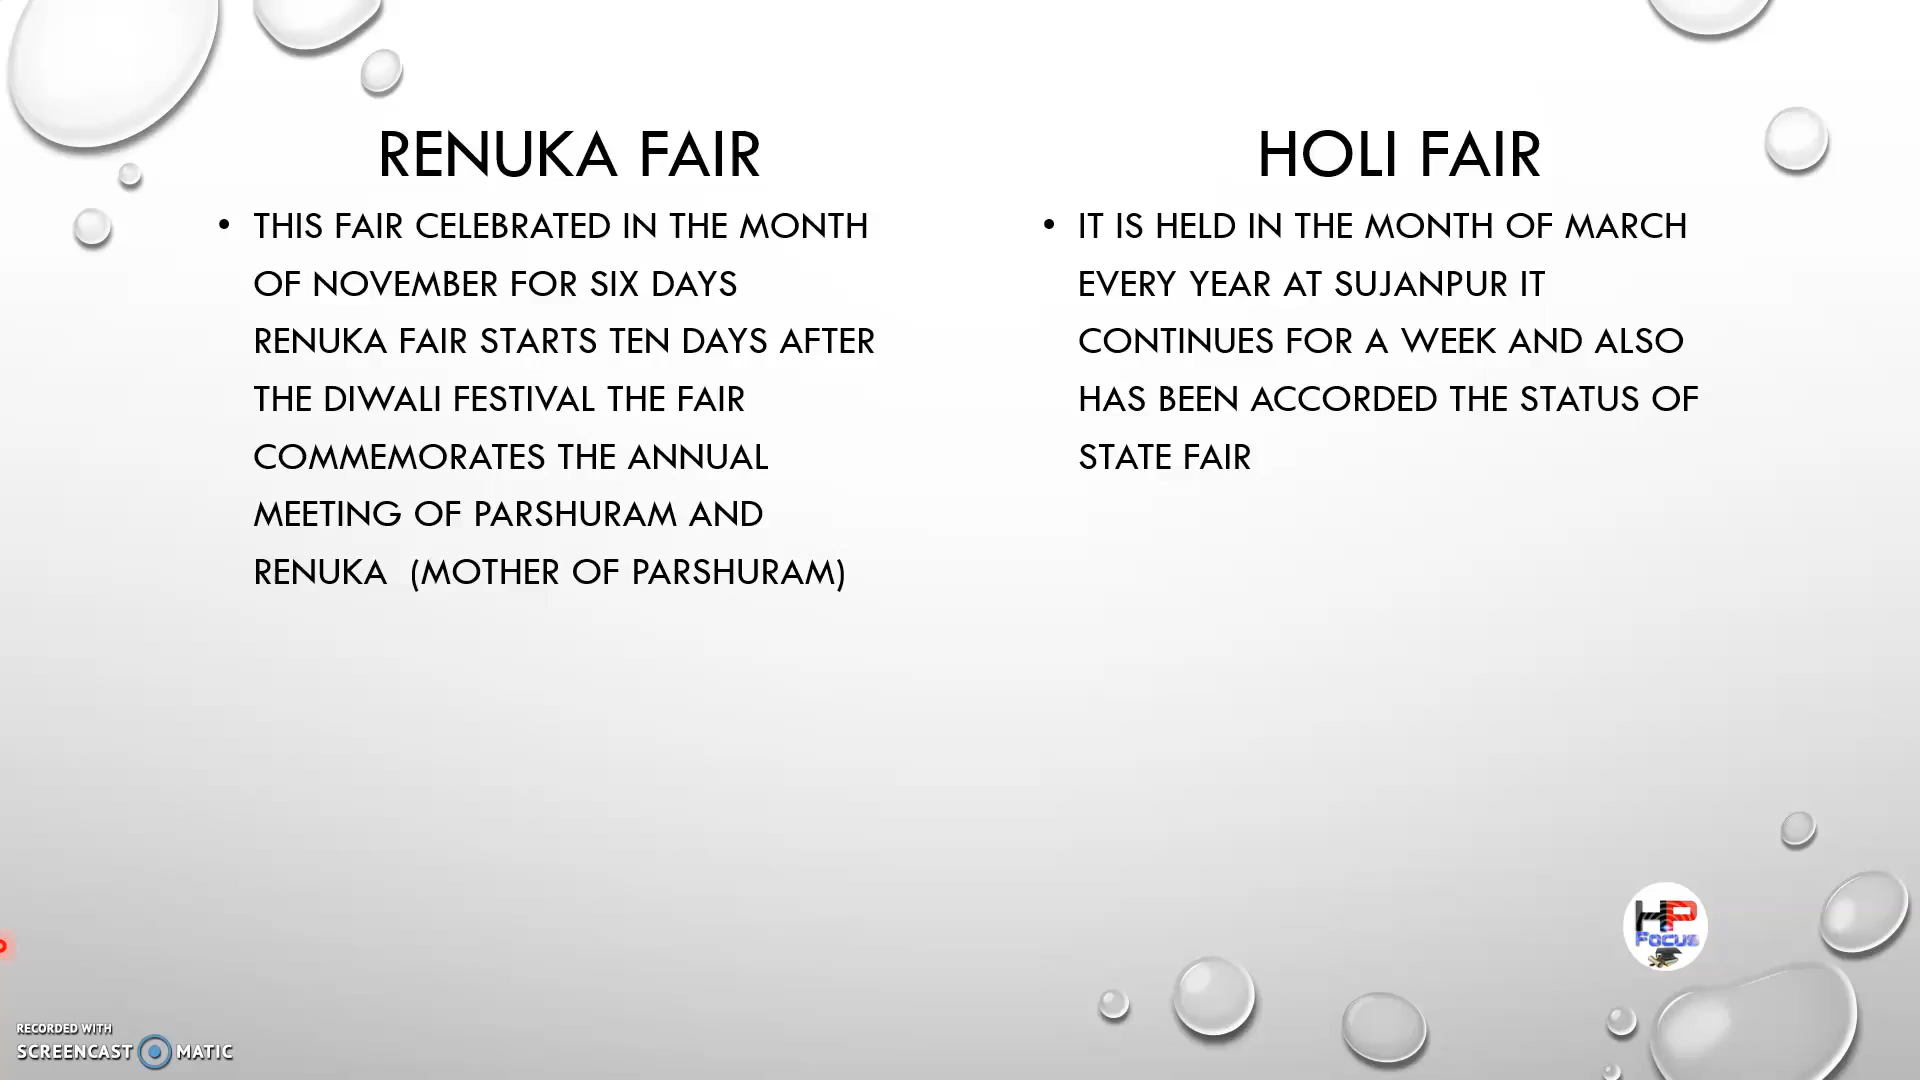 RENUKA FAIR
• THIS FAIR CELEBRATED IN THE MONTH
OF NOVEMBER FOR SIX DAYS
RENUKA FAIR STARTS TEN DAYS AFTER
THE DIWALI FESTIVAL THE FAIR
COMMEMORATES THE ANNUAL
MEETING OF PARSHURAM AND
RENUKA  (MOTHER OF PARSHURAM)
HOLI FAIR
• IT IS HELD IN THE MONTH OF MARCH
EVERY YEAR AT SUJANPUR IT
CONTINUES FOR A WEEK AND ALSO
HAS BEEN ACCORDED THE STATUS OF
STATE FAIR
HP
Focus
RECORDED WITH
SCREENCAST MATIC